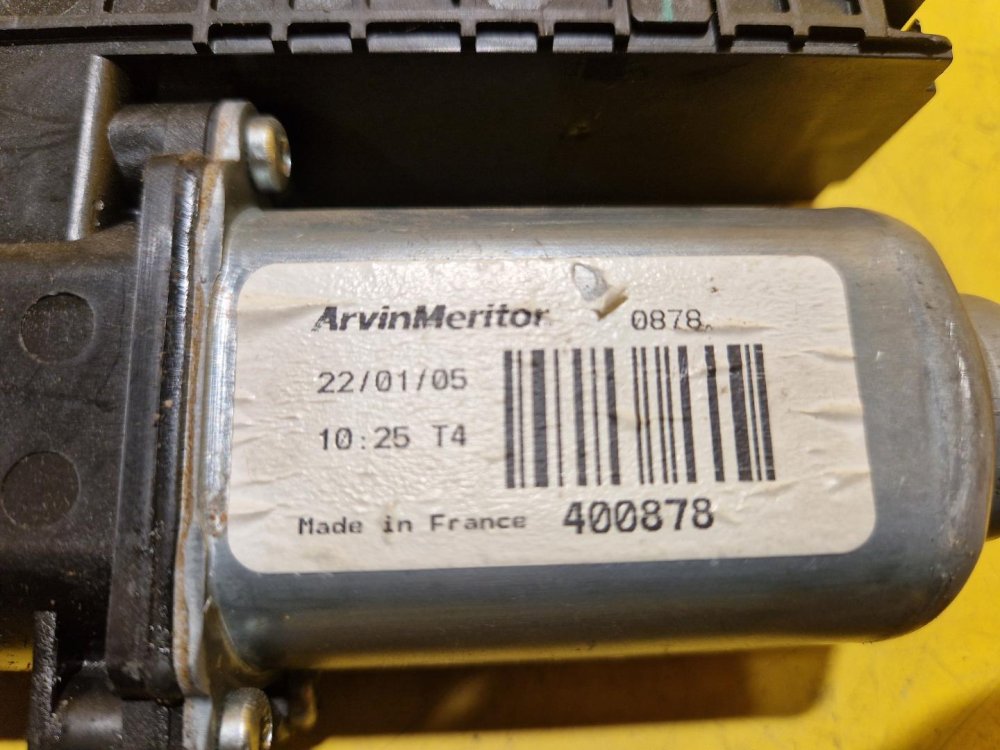 ArvinMeritor 0878
22/01/05
10:25 T4
Made in France 400878